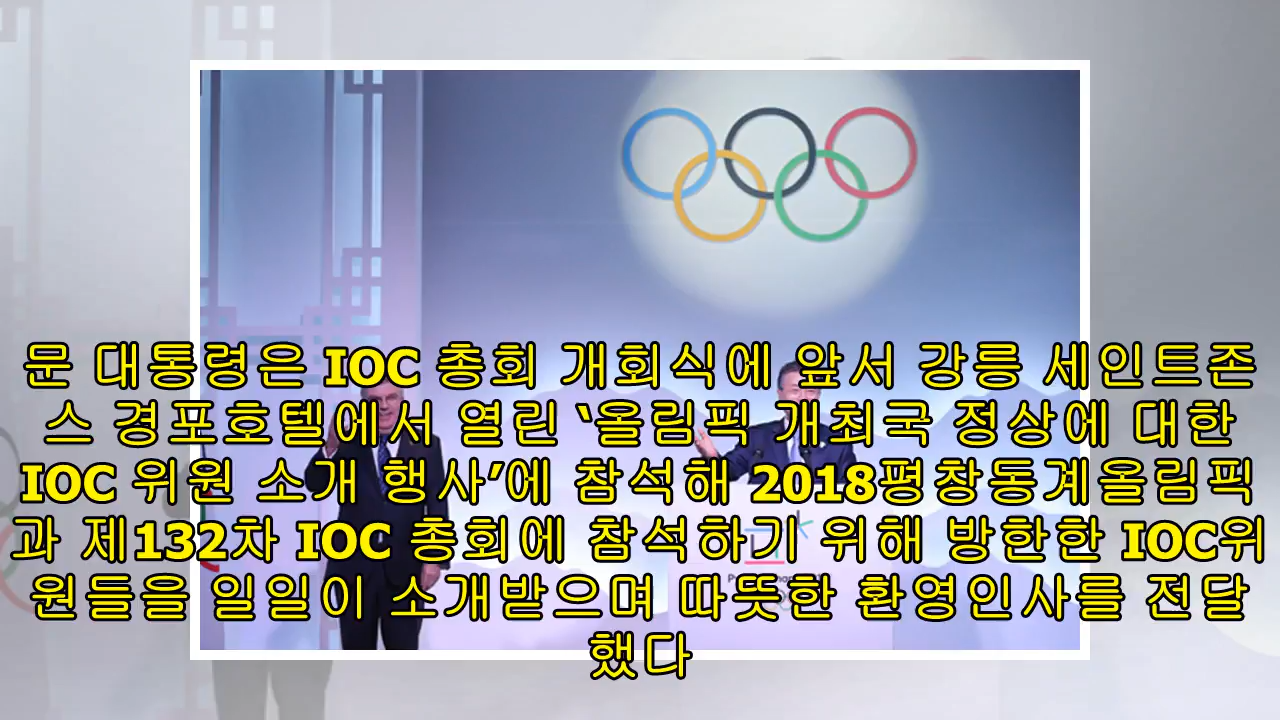 문 대통령은 IOC 총회 개회식에 앞서 강릉 세인트존
스 경포호텔에서 열린 ‘올림픽 개최국 정상에 대한
IOC 위원 소개 행사’에 참석해 2018평창동계올림픽
과 제132차 IOC 총회에 참석하기 위해 방한한 IOC위
원들을 일일이 소개받으며 따뜻한 환영인사를 전달
했다